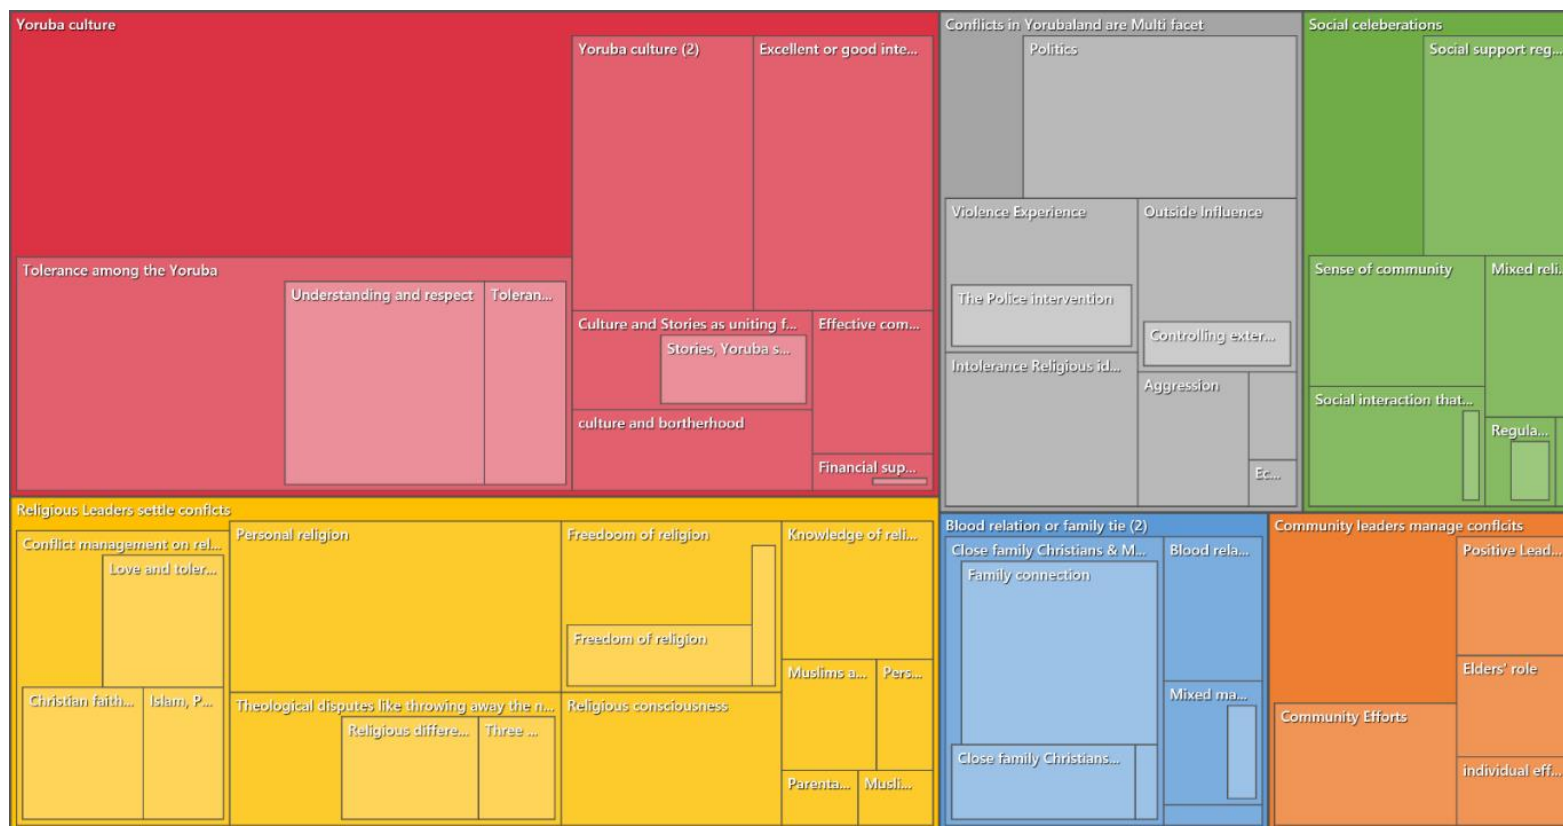 Yoruba culture
Yoruba culture (2)
Excellent or good inte...
Tolerance among the Yoruba
Understanding and respect
Toleran...
Culture and Stories as uniting f...
Stories, Yoruba s...
Effective com...
culture and bortherhood
Financial sup...
Conflicts in Yorubaland are Multi facet
Politics
Violence Experience
The Police intervention
Outside Influence
Controlling exter...
Intolerance Religious id...
Aggression
Ec...
Social celeberations
Social support reg...
Sense of community
Mixed reli...
Social interaction that...
Regula...
Religious Leaders settle conflcts
Conflict management on rel...
Love and toler...
Christian faith...
Islam, P...
Personal religion
Theological disputes like throwing away the n...
Religious differe...
Three ...
Freedoom of religion
Freedom of religion
Religious consciousness
Knowledge of reli...
Muslims a...
Pers...
Parenta...
Musli...
Blood relation or family tie (2)
Close family Christians & M...
Family connection
Close family Christians...
Blood rela...
Mixed ma...
Community leaders manage conflcits
Positive Lead...
Elders' role
Community Efforts
individual eff...